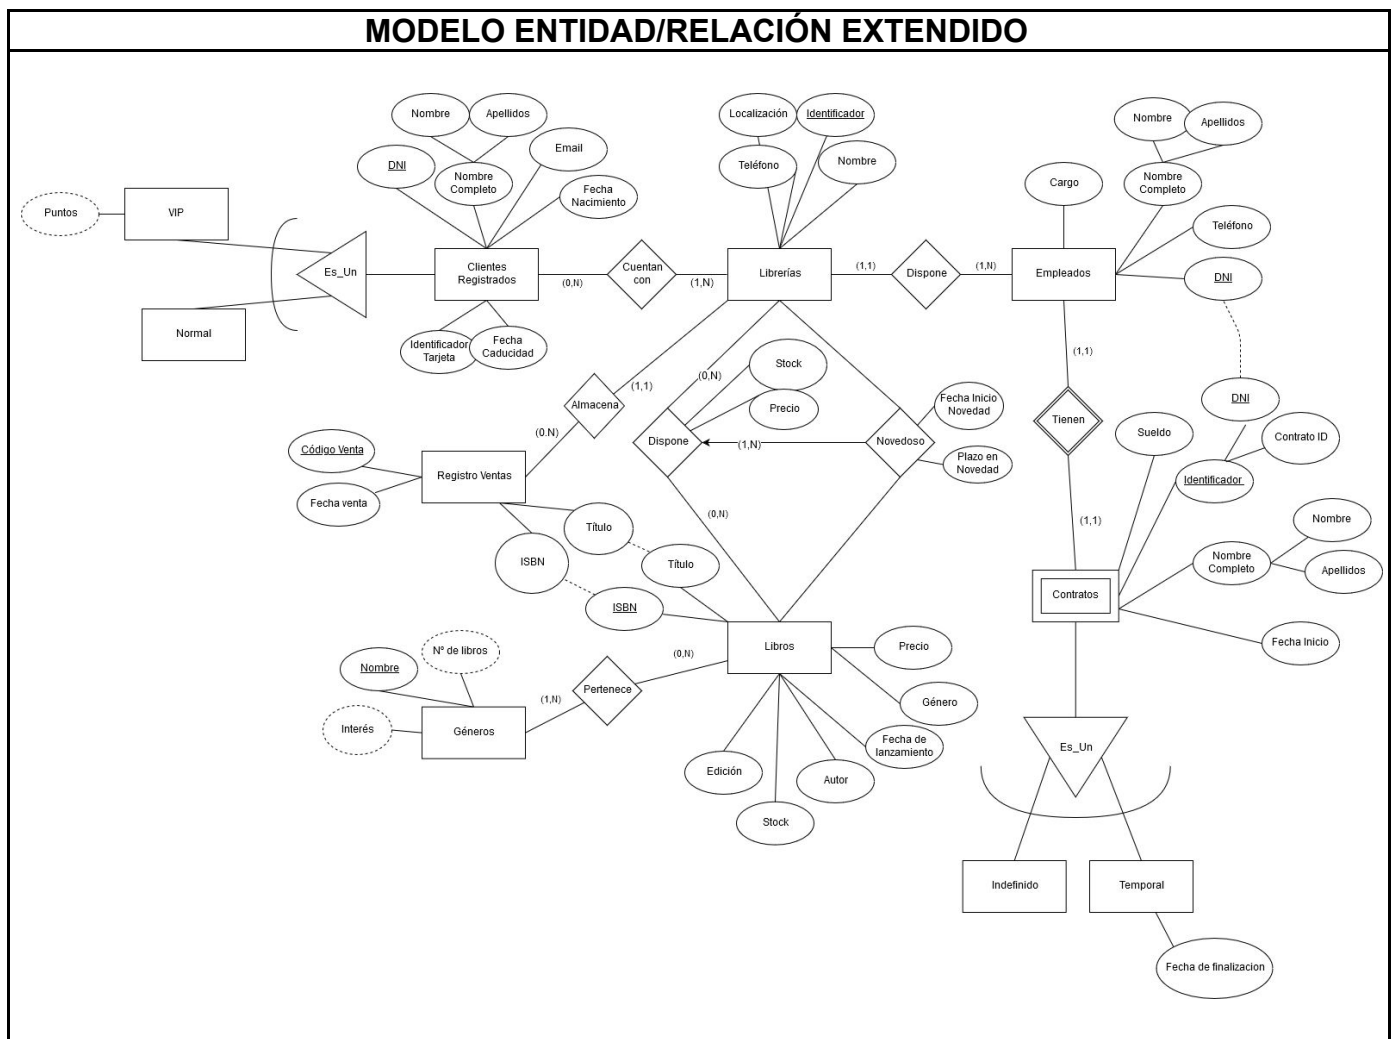 MODELO ENTIDAD/RELACIÓN EXTENDIDO
Nombre
Apellidos
Localización
Identificador
Nombre
Apellidos
Email
DNI
Nombre
Completo
Teléfono
Nombre
Cargo
Nombre
Completo
Fecha
Nacimiento
Puntos
VIP
Teléfono
Es_Un
Clientes
Registrados
(0,N)
Cuentan
con
(1,N)
Librerías
(1,1)
Dispone
(1,N)
Empleados
DNI
Normal
Identificador
Tarjeta
Fecha
Caducidad
(1,1)
(0,N)
Stock
(1,1)
Almacena
Precio
Fecha Inicio
Novedad
DNI
Tienen
Sueldo
Contrato ID
(0.N)
Dispone
(1,N)
Novedoso
Código Venta
Plazo en
Novedad
Registro Ventas
Identificador
Fecha venta
(0,N)
(1,1)
Título
Nombre
ISBN
Título
Nombre
Completo
Apellidos
ISBN
Contratos
Libros
Precio
Fecha Inicio
Nº de libros
(0,N)
Nombre
Pertenece
(1,N)
Género
Interés
Géneros
Fecha de
lanzamiento
Es_Un
Edición
Autor
Stock
Indefinido
Temporal
Fecha de finalizacion